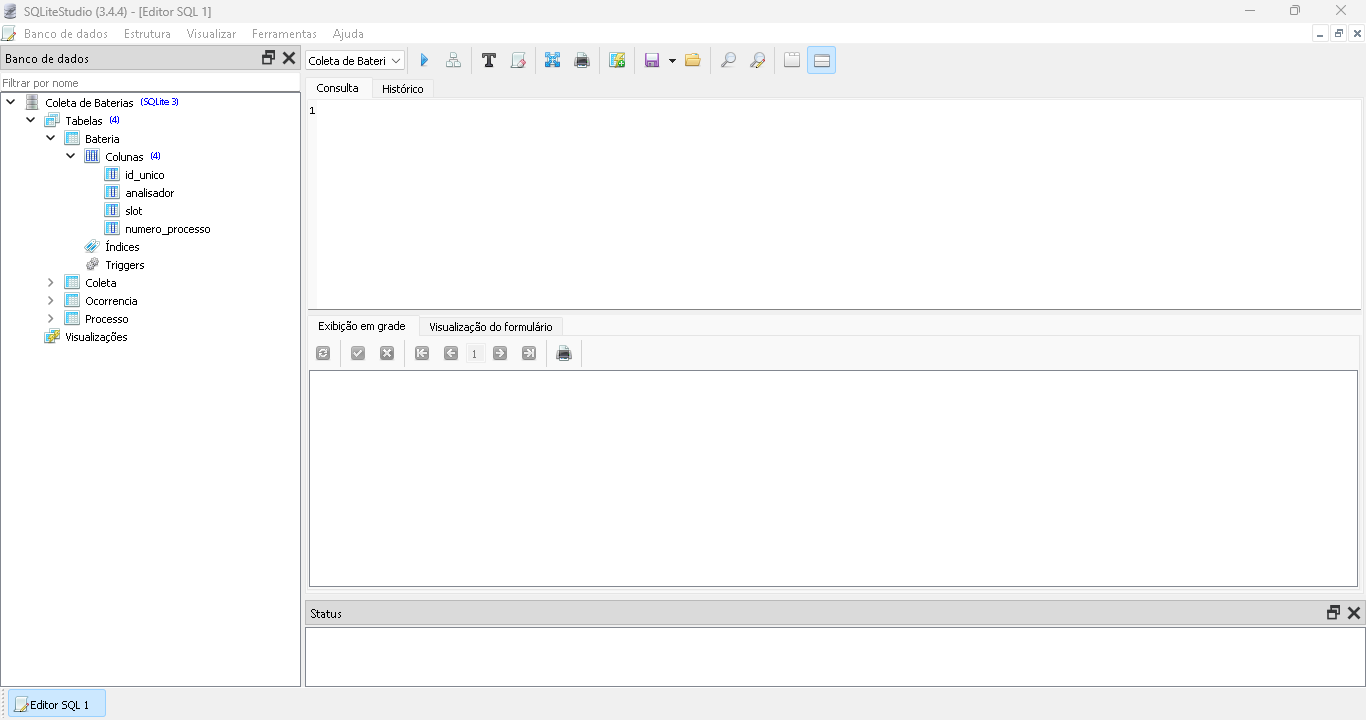 SQLiteStudio (3.4.4) - [Editor SQL 1]
Banco de dados Estrutura Visualizar Ferramentas Ajuda
Banco de dados
Coleta de Bateri
Filtrar por nome
Consulta Histórico
Coleta de Baterias (SQLite 3)
1
Tabelas (4)
Bateria
Colunas (4)
id_unico
analisador
slot
numero_processo
Índices
Triggers
Coleta
Ocorrencia
Processo
Visualizações
Exibição em grade Visualização do formulário
1
Status
Editor SQL 1